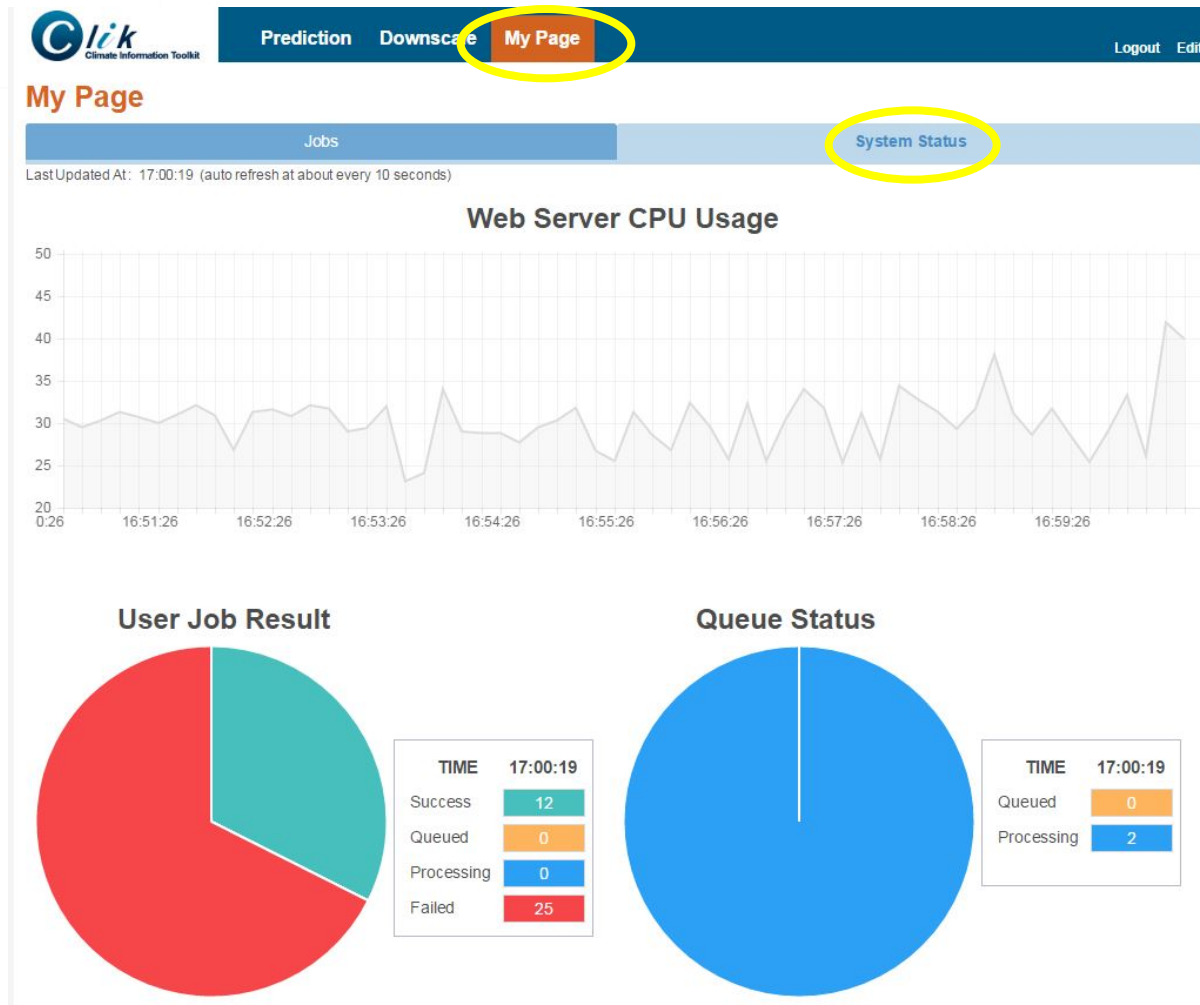 Clik
Climate Information Toolkit
Prediction Downscale My Page
Logout Edit
My Page
Jobs System Status
Last Updated At : 17:00:19 (auto refresh at about every 10 seconds)
Web Server CPU Usage
50
45
40
35
30
25
20
0:26 16:51:26 16:52:26 16:53:26 16:54:26 16:55:26 16:56:26 16:57:26 16:58:26 16:59:26
User Job Result Queue Status
TIME 17:00:19
Success 12
Queued 0
Processing 0
Failed 25
TIME 17:00:19
Queued 0
Processing 2